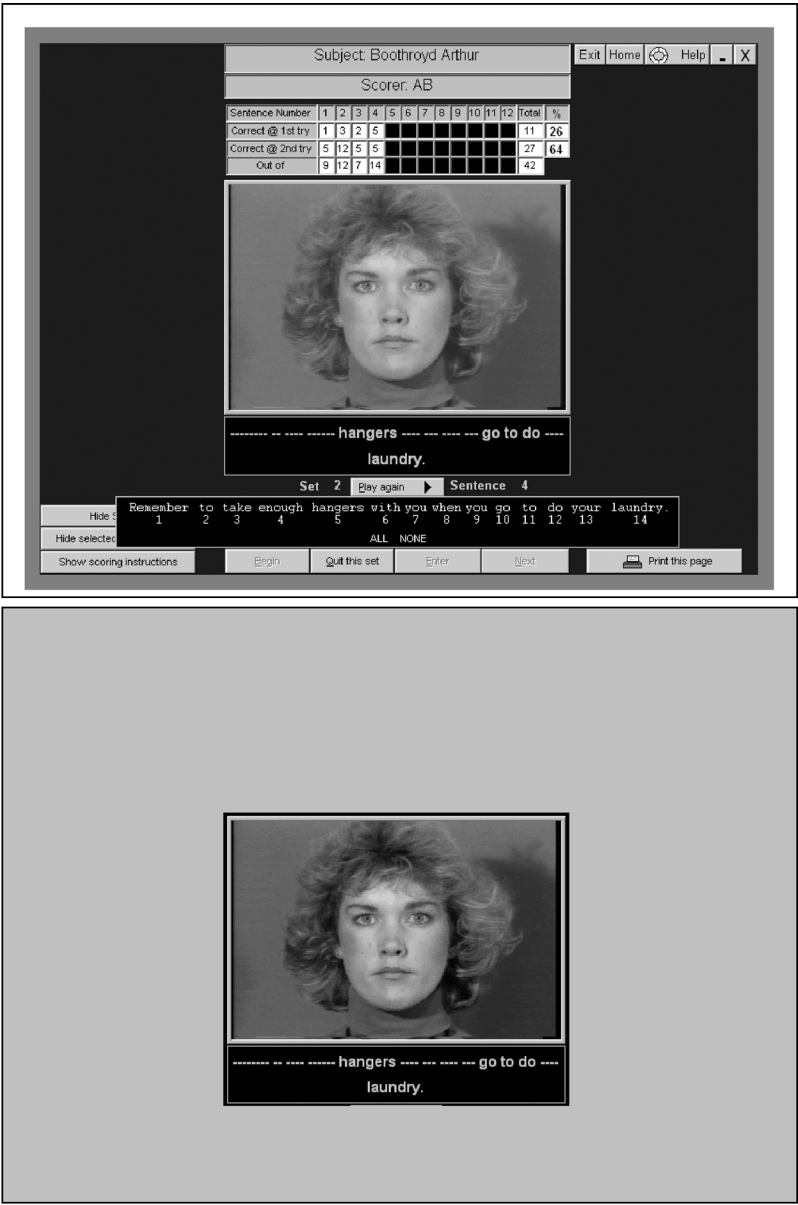 Subject: Boothroyd Arthur
Exit Home Help - X
Scorer: AB
Sentence Number 1 2 3 4 5 6 7 8 9 10 11 12 Total %
Correct @ 1st try 1 3 2 5 11 26
Correct @ 2nd try 5 12 5 5 27 64
Out of 9 12 7 14 42
-------- -- ---- ------ hangers ---- --- ---- --- go to do ----
laundry.
Set 2 Play again Sentence 4
Remember to take enough hangers with you when you go to do your laundry.
1 2 3 4 5 6 7 8 9 10 11 12 13 14
ALL NONE
Hide
Hide selected
Show scoring instructions
Begin
Quit this set
Enter
Next
Print this page
-------- -- ---- ------ hangers ---- --- ---- --- go to do ----
laundry.